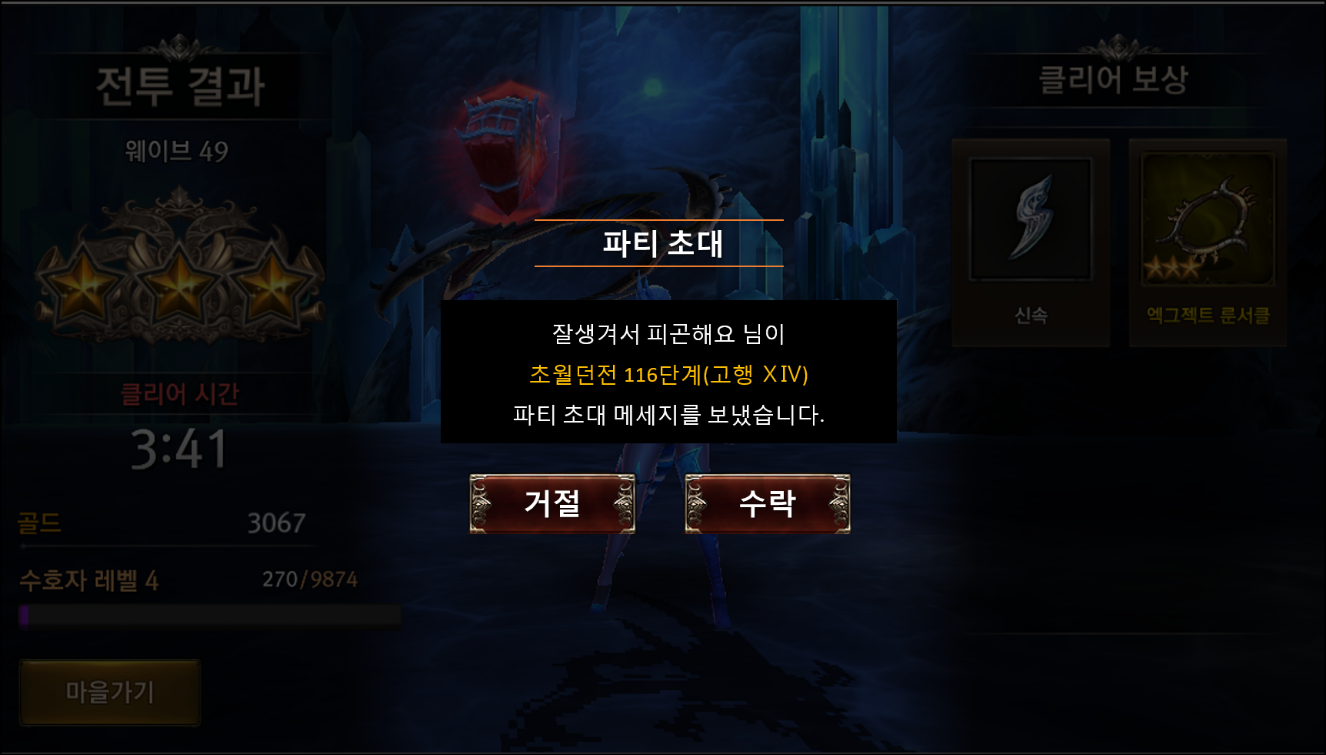 전투 결과
웨이브 49
클리어 시간
3:41
골드 3067
수호자 레벨 4 270/9874
마을가기
파티 초대
잘생겨서 피곤해요 님이
초월던전 116단계(고행 XIV)
파티 초대 메세지를 보냈습니다.
거절 수락
클리어 보상
신속
엑그젝트 룬서클